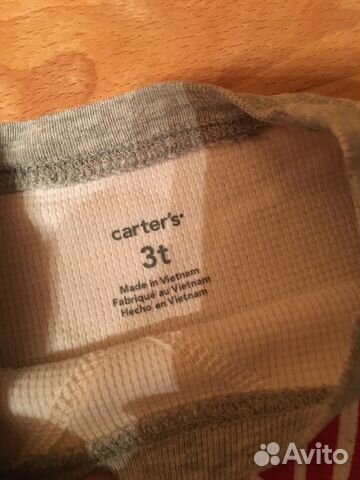 carter's
3t
Made in Vietnam
Fabriqué au Vietnam
Hecho en Vietnam
Avito